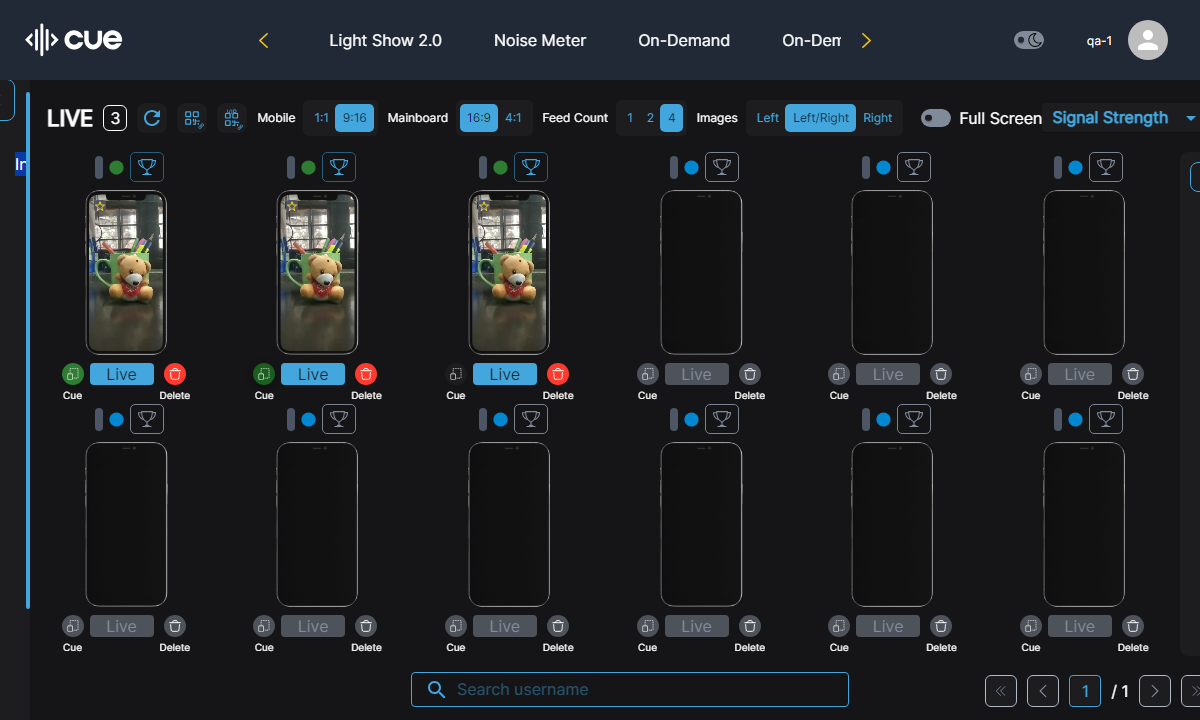 cue
Light Show 2.0
Noise Meter
On-Demand
On-Dem
qa-1
LIVE 3
Mobile 1:1 9:16
Mainboard 16:9 4:1
Feed Count 1 2 4
Images Left Left/Right Right
Full Screen
Signal Strength
In
Live Live Live Live Live Live
Cue Delete Cue Delete Cue Delete Cue Delete Cue Delete Cue Delete
Live Live Live Live Live Live
Cue Delete Cue Delete Cue Delete Cue Delete Cue Delete Cue Delete
Search username
1 / 1